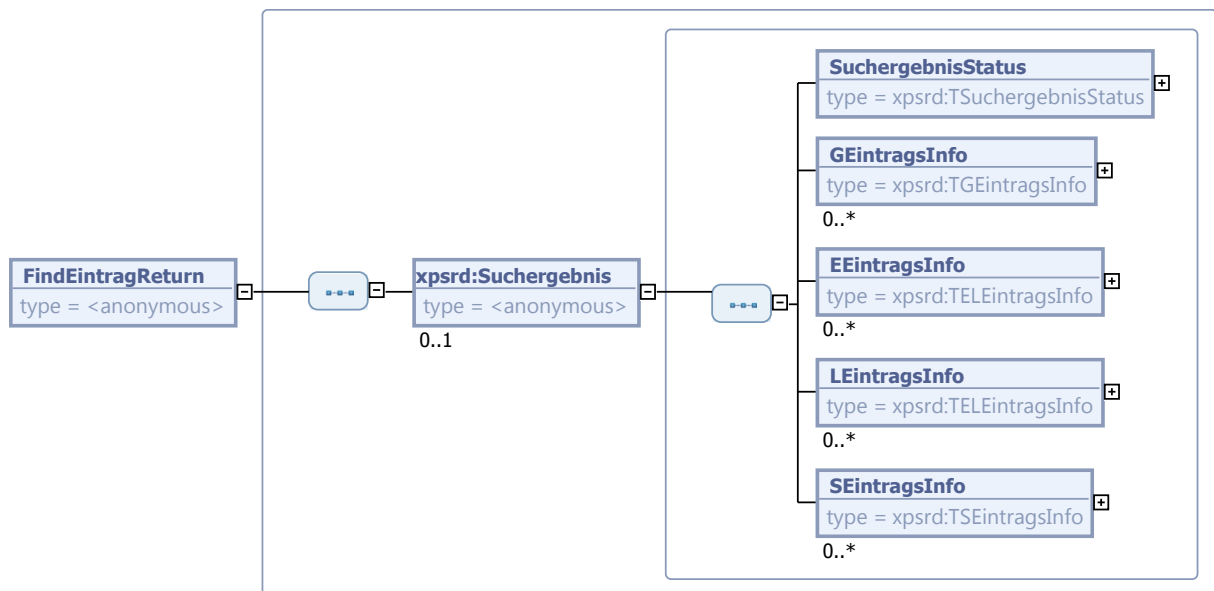 FindEintragReturn
type = <anonymous>
xpsrd:Suchergebnis
type = <anonymous>
0..1
SuchergebnisStatus
type = xpsrd:TSuchergebnisStatus
GEintragsInfo
type = xpsrd:TGEintragsInfo
0..*
EEintragsInfo
type = xpsrd:TELEintragsInfo
0..*
LEintragsInfo
type = xpsrd:TELEintragsInfo
0..*
SEintragsInfo
type = xpsrd:TSEintragsInfo
0..*